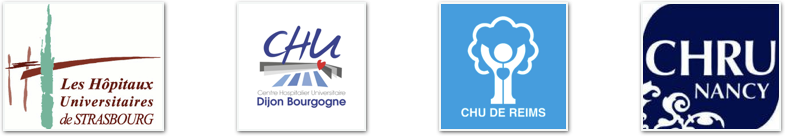 Les Hôpitaux
Universitaires
de STRASBOURG
CHU
Centre Hospitalier Universitaire
Dijon Bourgogne
CHU DE REIMS
CHRU
NANCY